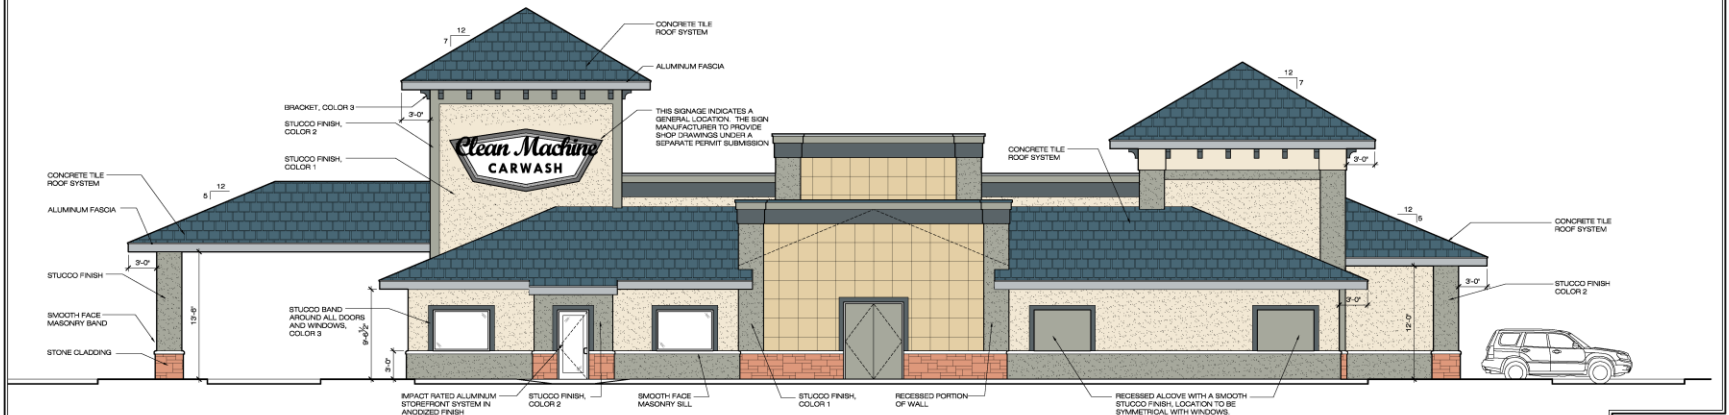 12
7
CONCRETE TILE
ROOF SYSTEM
ALUMINUM FASCIA
BRACKET, COLOR 3
3'-0"
STUCCO FINISH,
COLOR 2
STUCCO FINISH,
COLOR 1
THIS SIGNAGE INDICATES A
GENERAL LOCATION. THE SIGN
MANUFACTURER TO PROVIDE
SHOP DRAWINGS UNDER A
SEPARATE PERMIT SUBMISSION
Clean Machine
CARWASH
12
7
CONCRETE TILE
ROOF SYSTEM
3'-0"
CONCRETE TILE
ROOF SYSTEM
12
5
ALUMINUM FASCIA
12
5
CONCRETE TILE
ROOF SYSTEM
3'-0"
STUCCO FINISH
13'-6"
STUCCO BAND
AROUND ALL DOORS
AND WINDOWS,
COLOR 3
3'-0"
3'-0"
3'-0"
12'-0"
STUCCO FINISH
COLOR 2
SMOOTH FACE
MASONRY BAND
STONE CLADDING
IMPACT RATED ALUMINUM
STOREFRONT SYSTEM IN
ANODIZED FINISH
STUCCO FINISH,
COLOR 2
SMOOTH FACE
MASONRY SILL
STUCCO FINISH,
COLOR 1
RECESSED PORTION
OF WALL
RECESSED ALCOVE WITH A SMOOTH
STUCCO FINISH, LOCATION TO BE
SYMMETRICAL WITH WINDOWS.